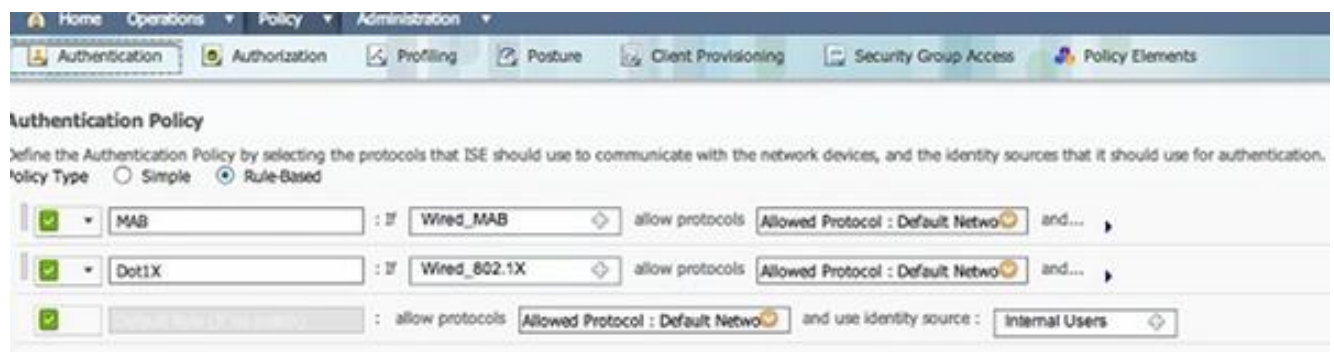 Home Operations ▾ Policy ▾ Administration ▾
Authentication Authorization Profiling Posture Client Provisioning Security Group Access Policy Elements
Authentication Policy
Define the Authentication Policy by selecting the protocols that ISE should use to communicate with the network devices, and the identity sources that it should use for authentication.
Policy Type Simple Rule-Based
MAB : If Wired_MAB allow protocols Allowed Protocol : Default Netwo and...
Dot1X : If Wired_802.1X allow protocols Allowed Protocol : Default Netwo and...
: allow protocols Allowed Protocol : Default Netwo and use identity source : Internal Users